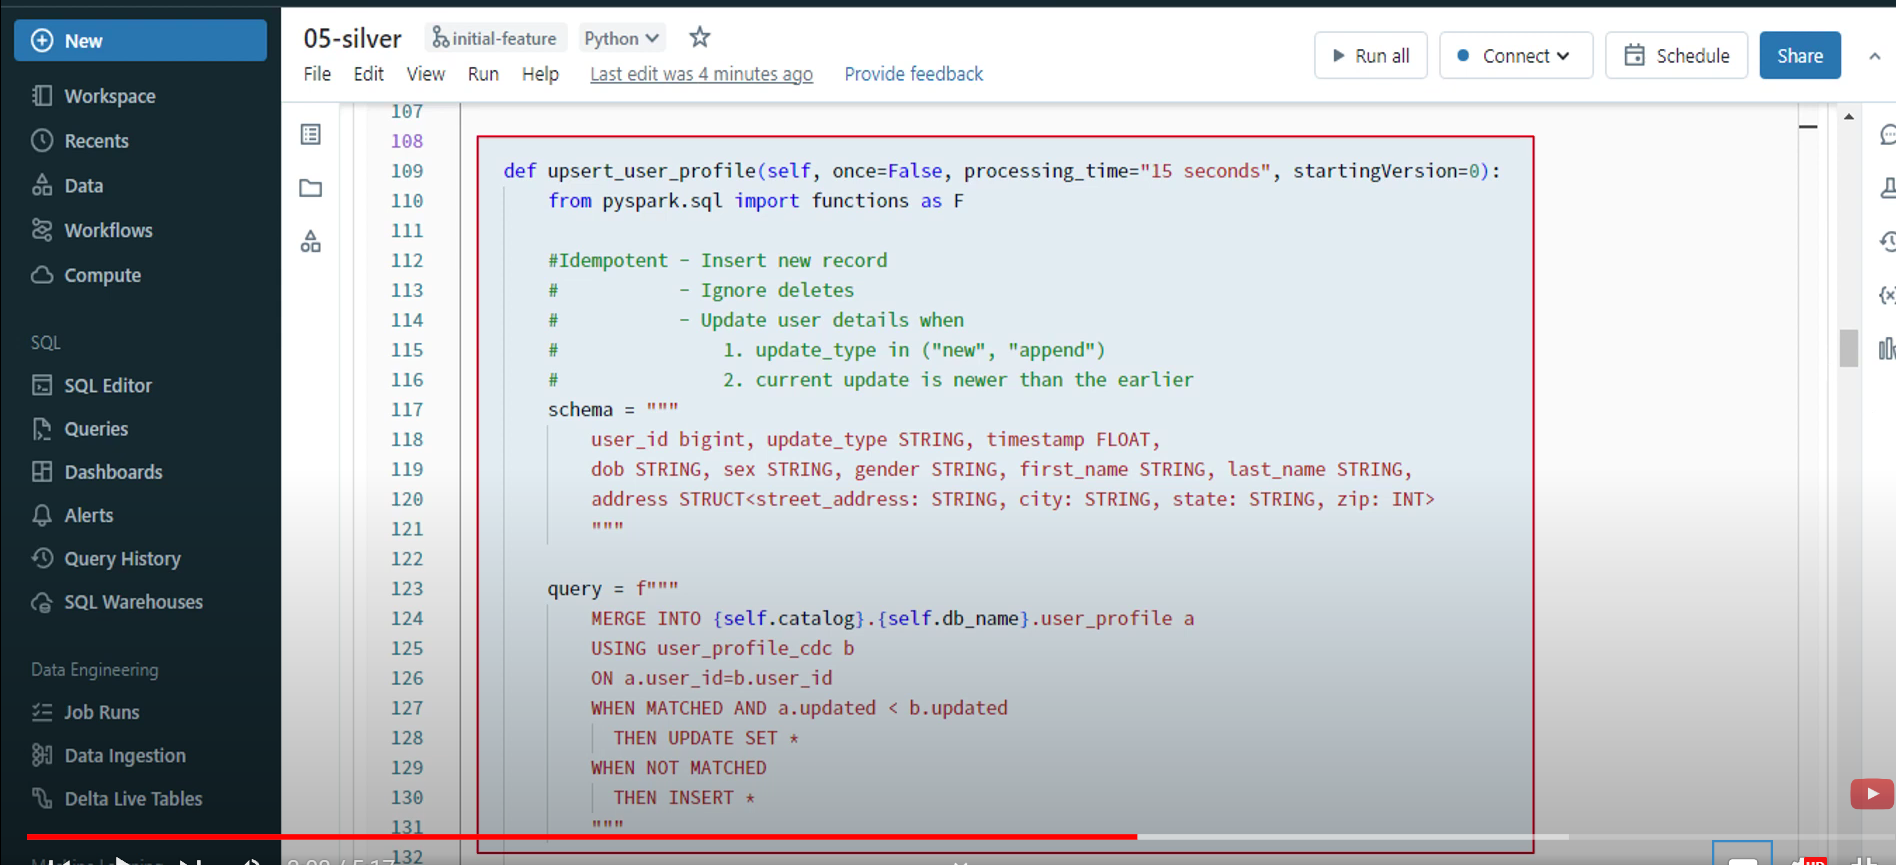 New
Workspace
Recents
Data
Workflows
Compute
SQL
SQL Editor
Queries
Dashboards
Alerts
Query History
SQL Warehouses
Data Engineering
Job Runs
Data Ingestion
Delta Live Tables
05-silver
initial-feature
Python
File Edit View Run Help Last edit was 4 minutes ago Provide feedback
Run all
Connect
Schedule
Share
107
108
109 def upsert_user_profile(self, once=False, processing_time="15 seconds", startingVersion=0):
110 from pyspark.sql import functions as F
111
112 #Idempotent - Insert new record
113 # - Ignore deletes
114 # - Update user details when
115 # 1. update_type in ("new", "append")
116 # 2. current update is newer than the earlier
117 schema = """
118 user_id bigint, update_type STRING, timestamp FLOAT,
119 dob STRING, sex STRING, gender STRING, first_name STRING, last_name STRING,
120 address STRUCT<street_address: STRING, city: STRING, state: STRING, zip: INT>
121 """
122
123 query = f"""
124 MERGE INTO {self.catalog}.{self.db_name}.user_profile a
125 USING user_profile_cdc b
126 ON a.user_id=b.user_id
127 WHEN MATCHED AND a.updated < b.updated
128 THEN UPDATE SET *
129 WHEN NOT MATCHED
130 THEN INSERT *
131 """
132